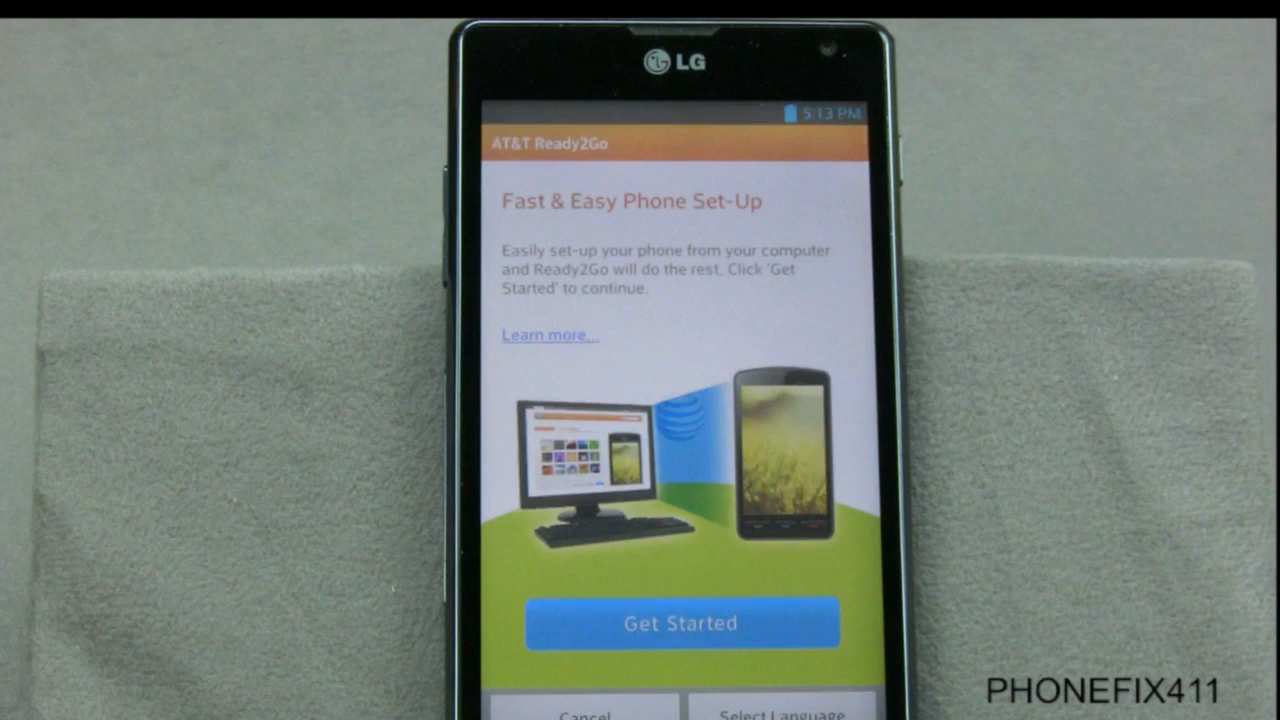 LG
5:13 PM
AT&T Ready2Go
Fast & Easy Phone Set-Up
Easily set-up your phone from your computer
and Ready2Go will do the rest. Click 'Get
Started' to continue.
Learn more...
Get Started
Cancel
Select Language
PHONEFIX411